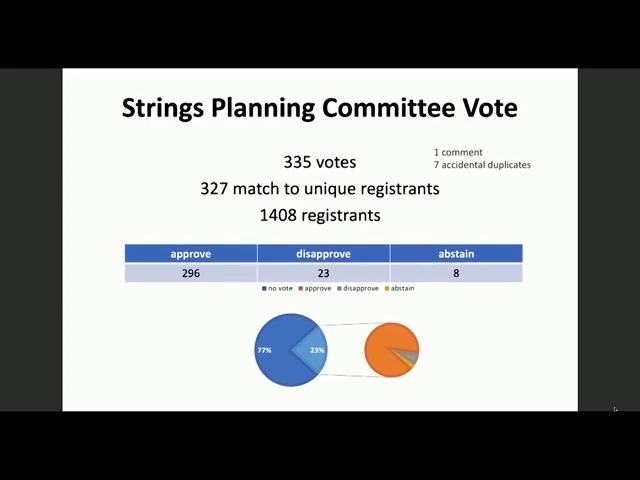 Strings Planning Committee Vote
335 votes
1 comment
7 accidental duplicates
327 match to unique registrants
1408 registrants
approve disapprove abstain
296 23 8
no vote approve disapprove abstain
77% 23%